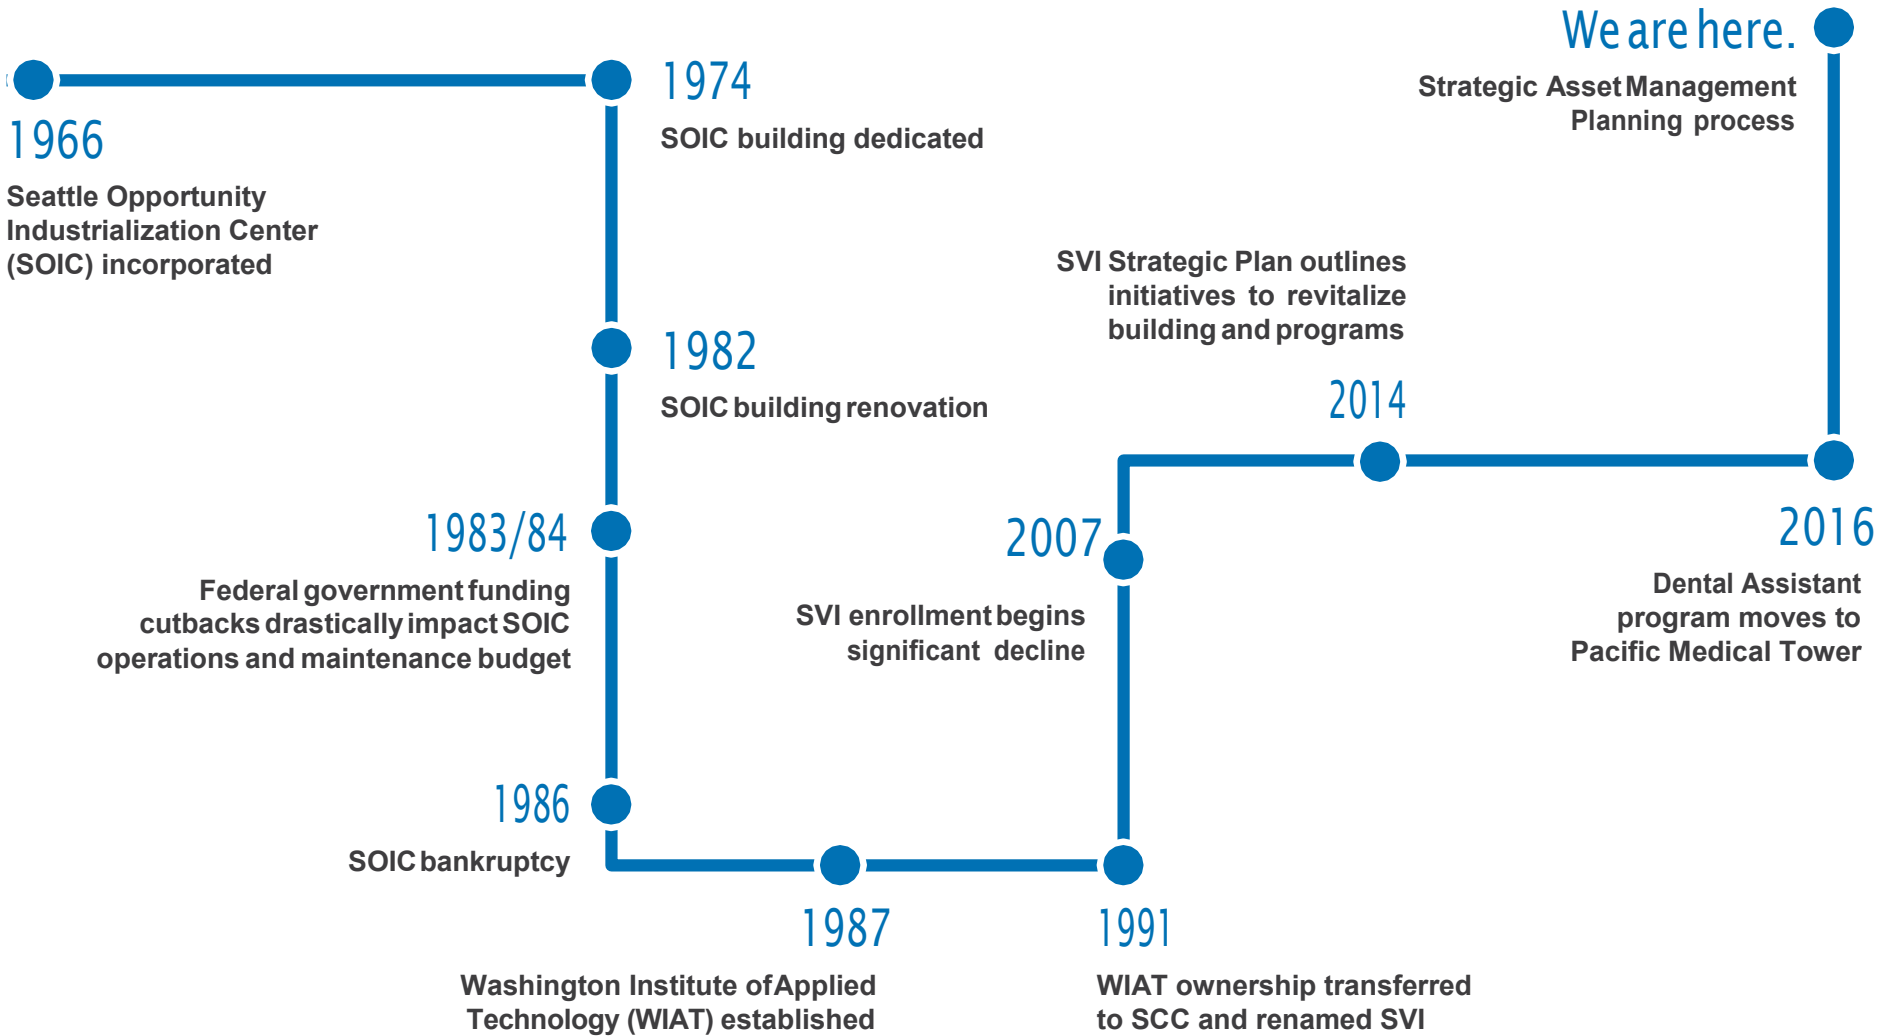 1966
Seattle Opportunity
Industrialization Center
(SOIC) incorporated
1974
SOIC building dedicated
1982
SOIC building renovation
1983/84
Federal government funding
cutbacks drastically impact SOIC
operations and maintenance budget
1986
SOIC bankruptcy
1987
Washington Institute of Applied
Technology (WIAT) established
1991
WIAT ownership transferred
to SCC and renamed SVI
2007
SVI enrollment begins
significant decline
SVI Strategic Plan outlines
initiatives to revitalize
building and programs
2014
2016
Dental Assistant
program moves to
Pacific Medical Tower
We are here.
Strategic Asset Management
Planning process